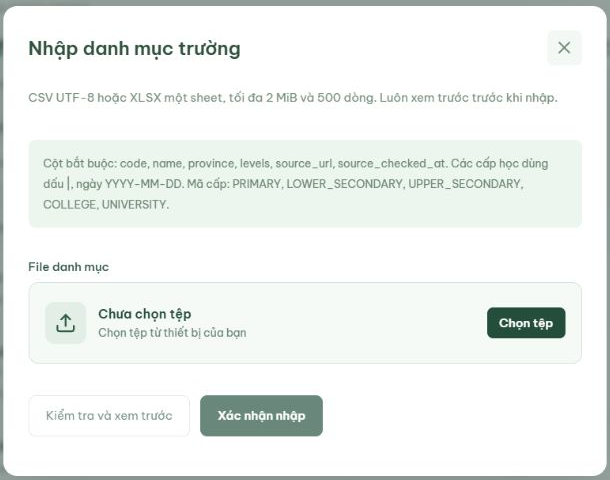 Nhập danh mục trường
CSV UTF-8 hoặc XLSX một sheet, tối đa 2 MiB và 500 dòng. Luôn xem trước trước khi nhập.
Cột bắt buộc: code, name, province, levels, source_url, source_checked_at. Các cấp học dùng
dấu |, ngày YYYY-MM-DD. Mã cấp: PRIMARY, LOWER_SECONDARY, UPPER_SECONDARY,
COLLEGE, UNIVERSITY.
File danh mục
Chưa chọn tệp
Chọn tệp từ thiết bị của bạn
Chọn tệp
Kiểm tra và xem trước
Xác nhận nhập